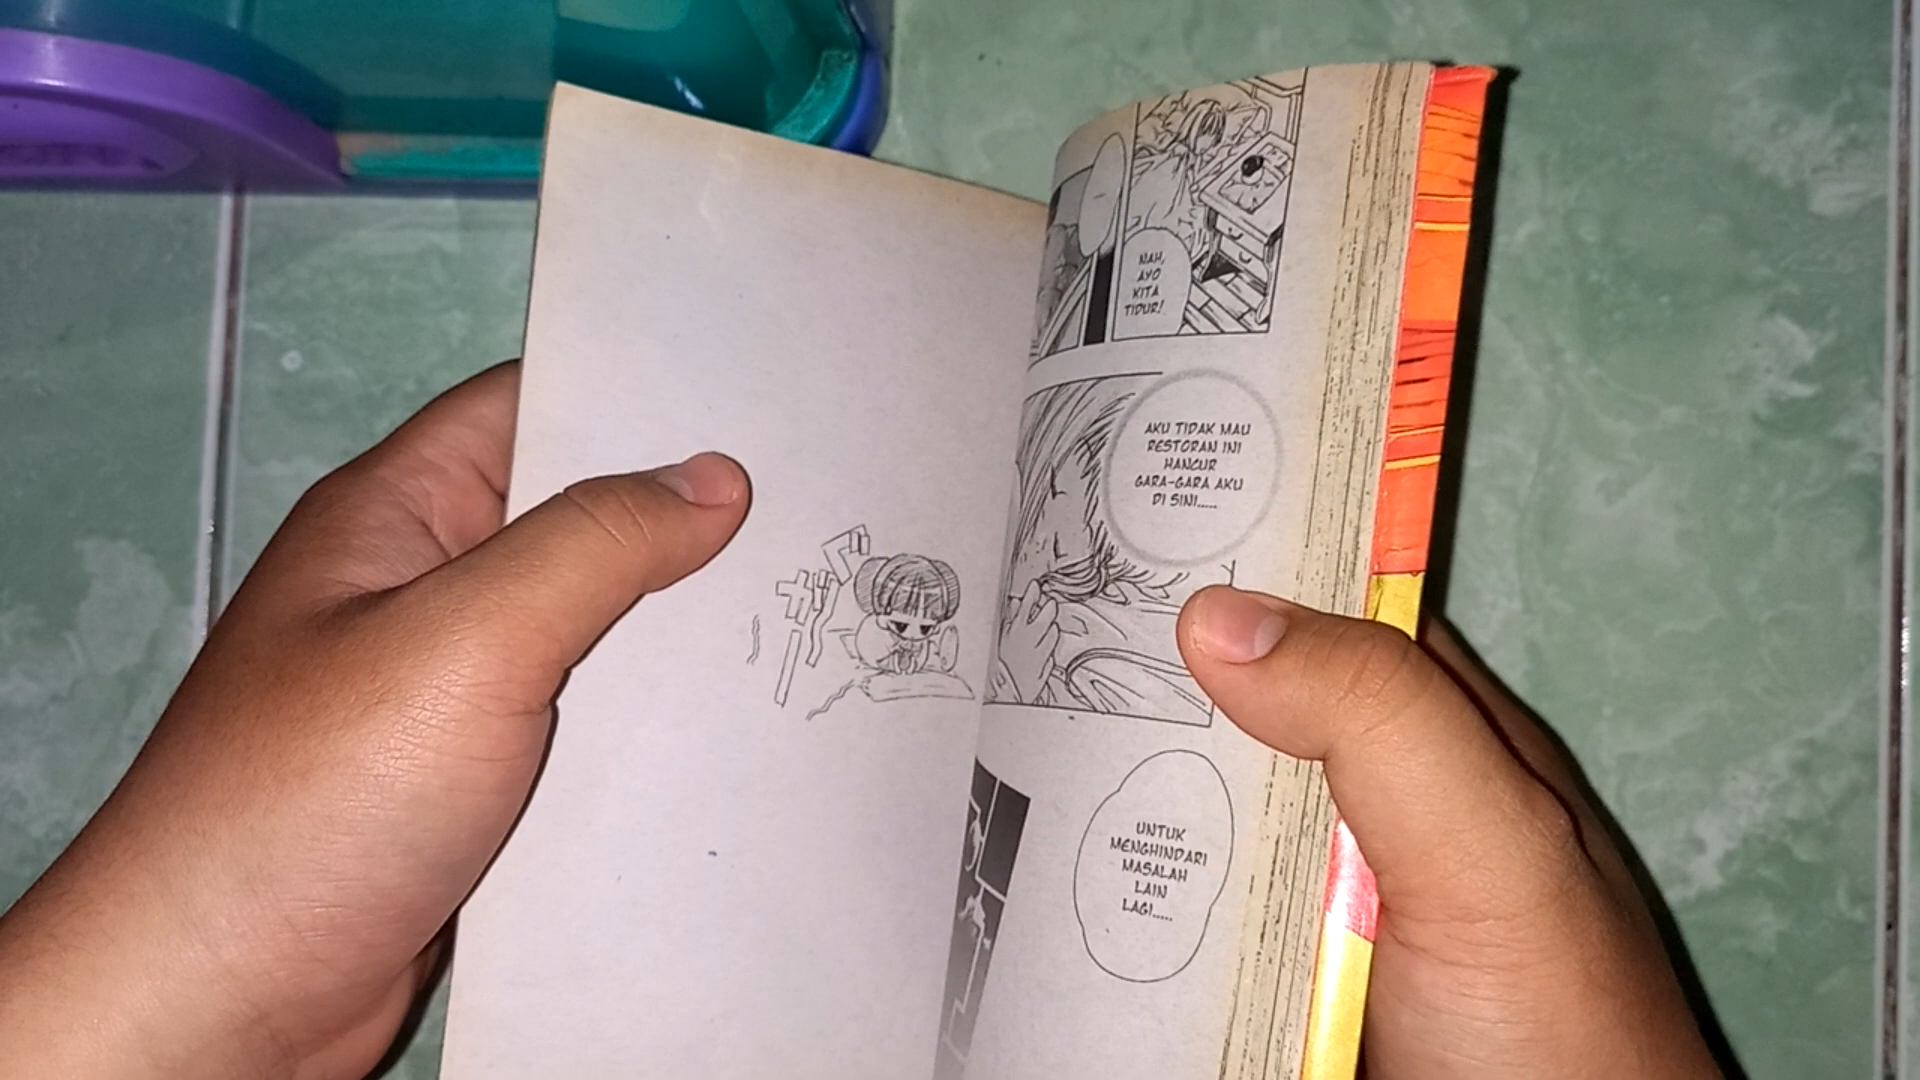 NAH,
AYO
KITA
TIDUR!
AKU TIDAK MAU
RESTORAN INI
HANCUR
GARA-GARA AKU
DI SINI.....
UNTUK
MENGHINDARI
MASALAH
LAIN
LAGI.....